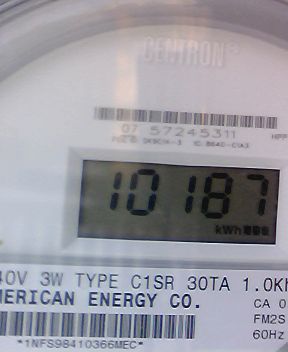 CENTRON®
07 57245311
10187
kWh
40V 3W TYPE C1SR 30TA 1.0Kh
MERICAN ENERGY CO.
CA 0
FM2S
60Hz
*1NFS98410366MEC*